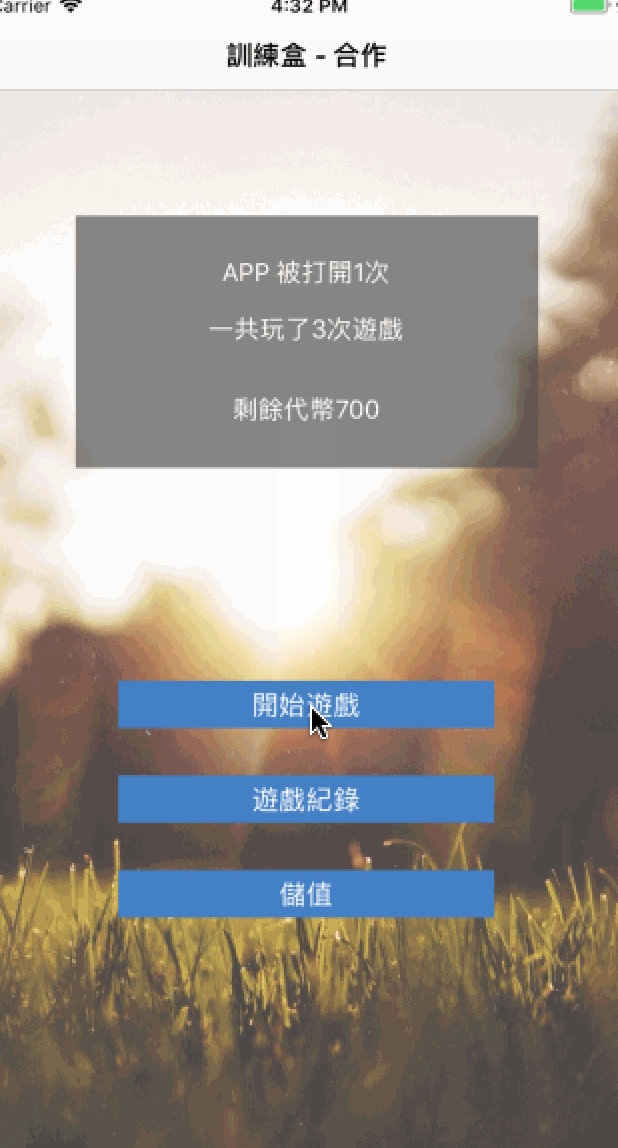 Carrier 4:32 PM
訓練盒 - 合作
APP 被打開1次
一共玩了3次遊戲
剩餘代幣700
開始遊戲
遊戲紀錄
儲值